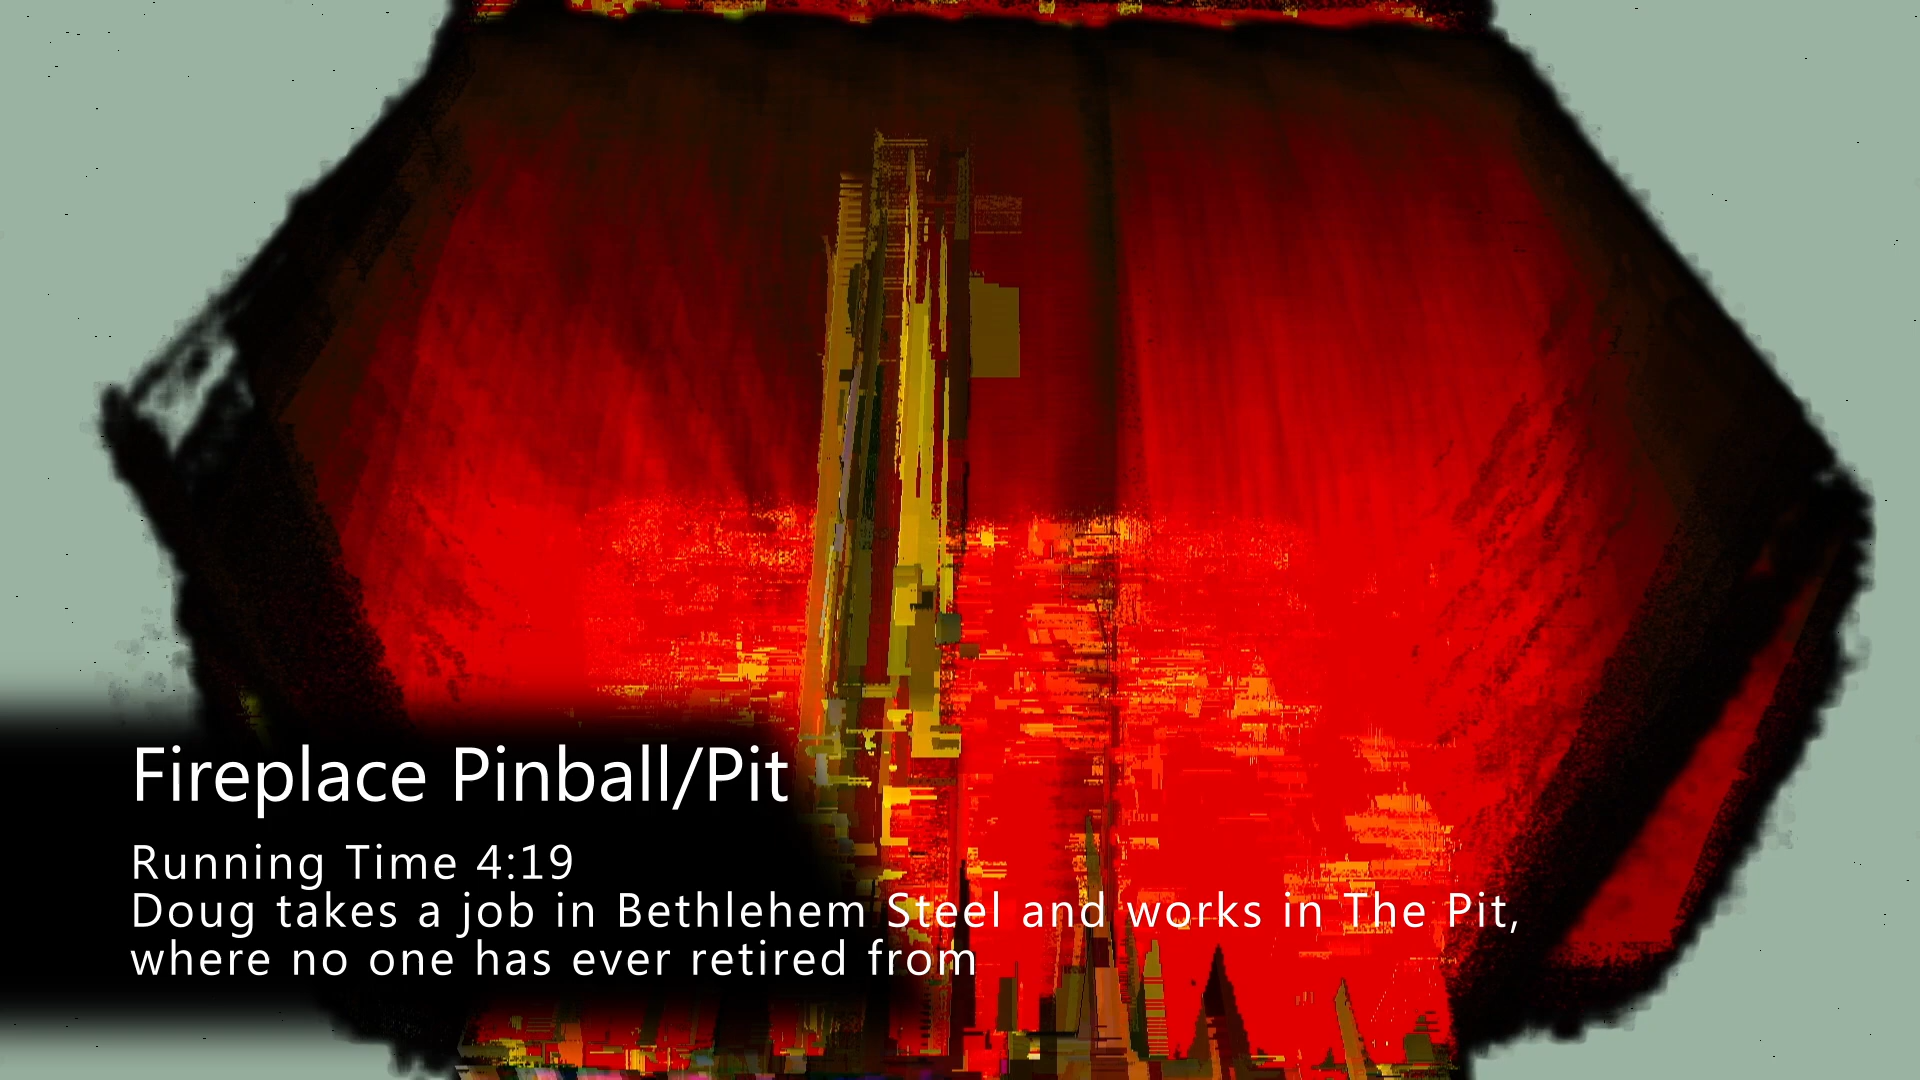 Fireplace Pinball/Pit
Running Time 4:19
Doug takes a job in Bethlehem Steel and works in The Pit,
where no one has ever retired from